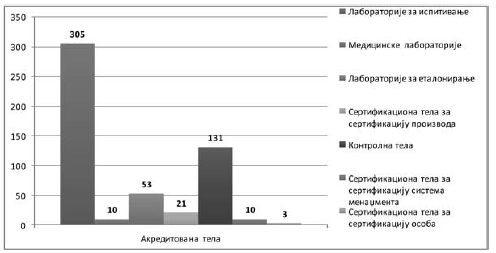 350
300
250
200
150
100
50
0
305
10
53
21
131
10
3
Акредитована тела
Лабораторије за испитивање
Медицинске лабораторије
Лабораторије за еталонирање
Сертификациона тела за
сертификацију производа
Контролна тела
Сертификациона тела за
сертификацију система
менаџмента
Сертификациона тела за
сертификацију особа